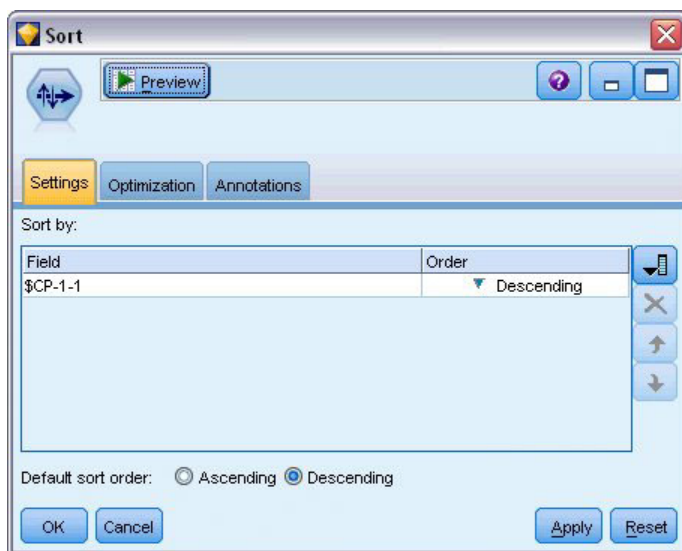 Sort
Preview
Settings Optimization Annotations
Sort by:
Field Order
$CP-1-1 Descending
Default sort order: Ascending Descending
OK Cancel Apply Reset